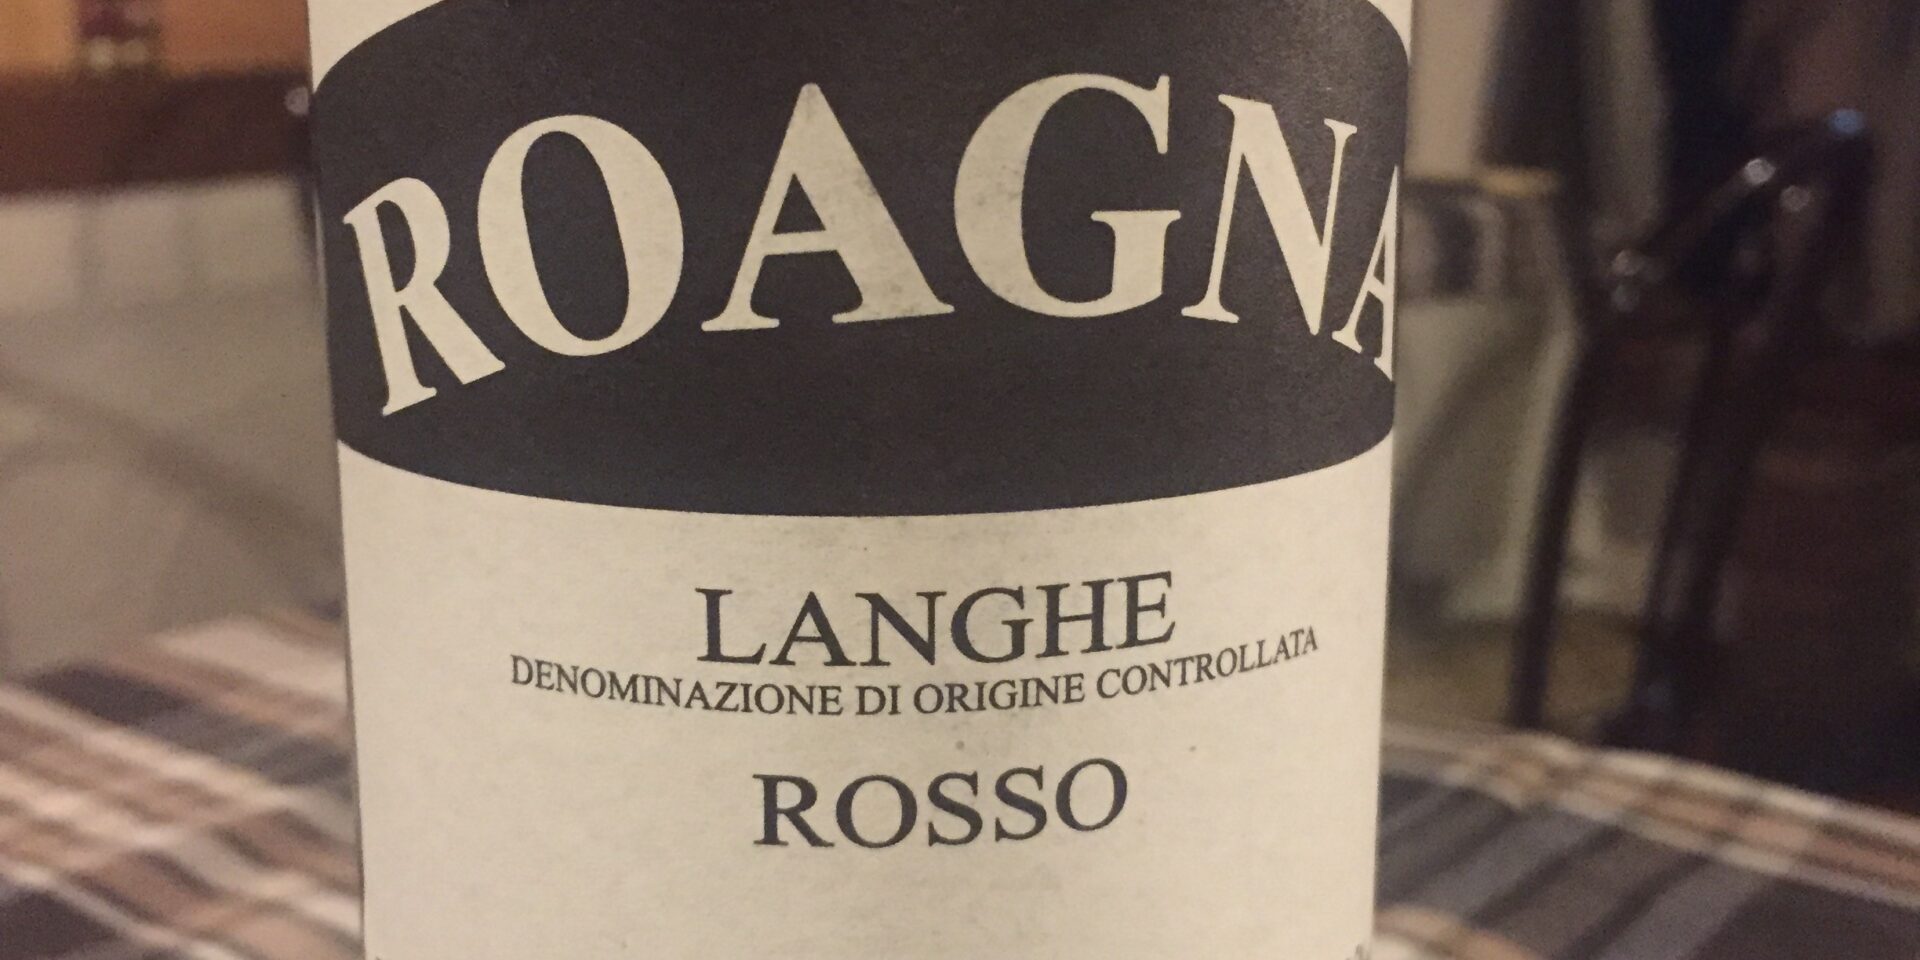 ROAGNA
LANGHE
DENOMINAZIONE DI ORIGINE CONTROLLATA
ROSSO